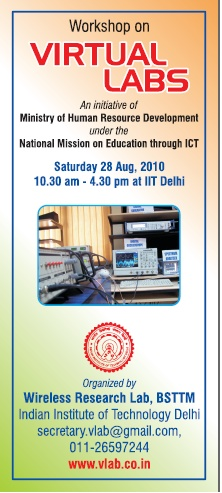 Workshop on
VIRTUAL
LABS
An initiative of
Ministry of Human Resource Development
under the
National Mission on Education through ICT
Saturday 28 Aug, 2010
10.30 am - 4.30 pm at IIT Delhi
Organized by
Wireless Research Lab, BSTTM
Indian Institute of Technology Delhi
secretary.vlab@gmail.com,
011-26597244
www.vlab.co.in